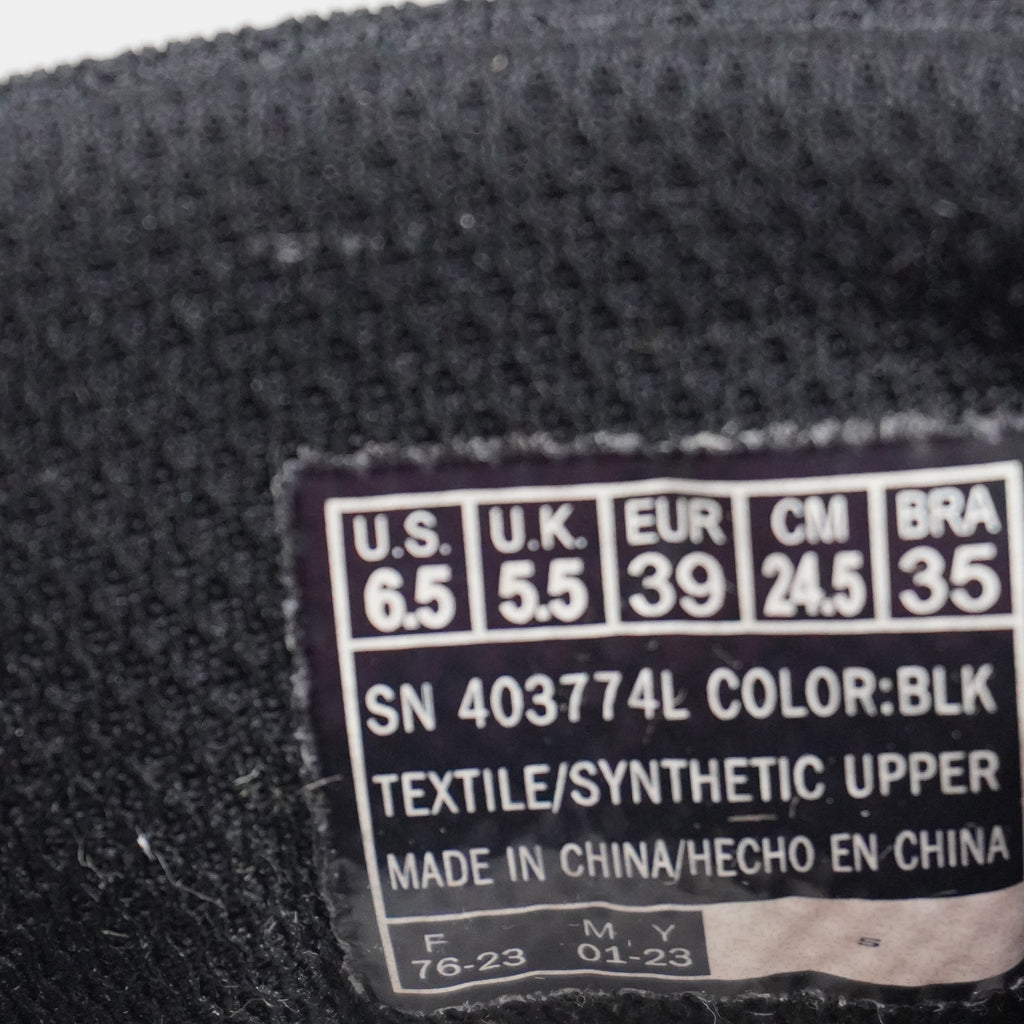 U.S. U.K. EUR CM BRA
6.5 5.5 39 24.5 35
SN 403774L COLOR:BLK
TEXTILE/SYNTHETIC UPPER
MADE IN CHINA/HECHO EN CHINA
F M Y
76-23 01-23
S